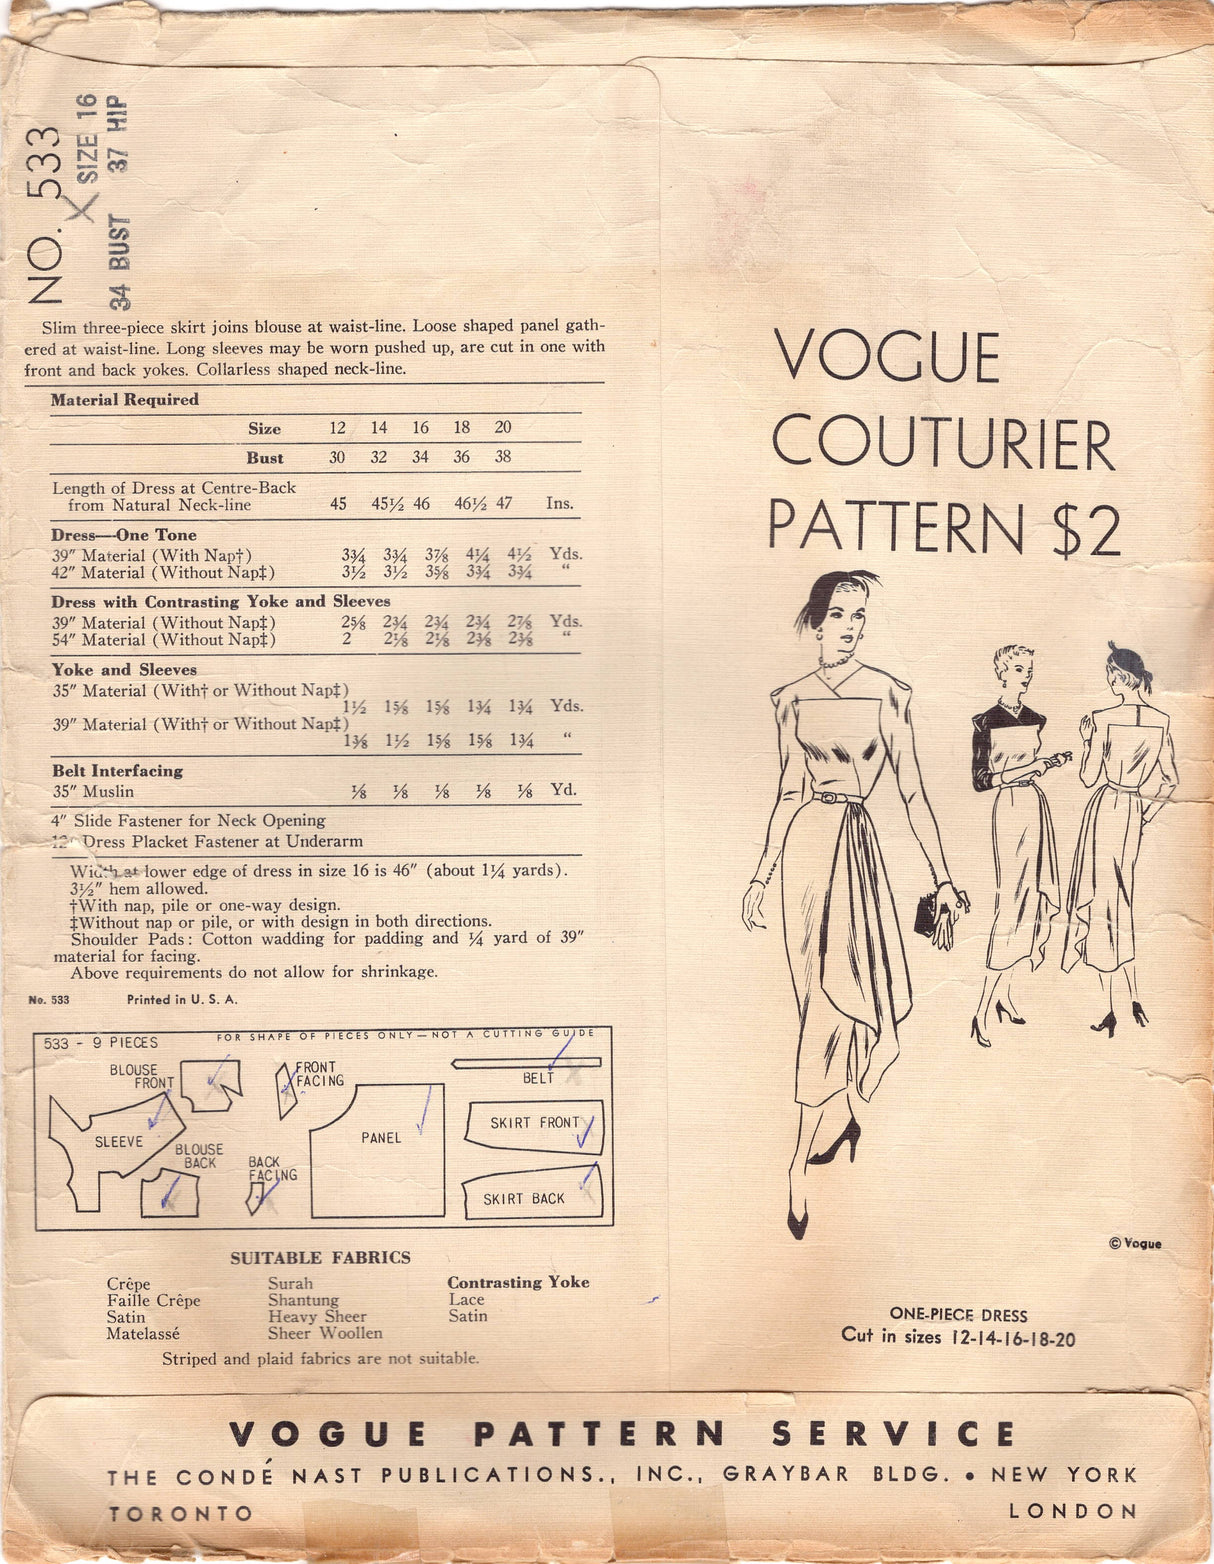 NO. 533
X SIZE 16
34 BUST 37 HIP
Slim three-piece skirt joins blouse at waist-line. Loose shaped panel gath-
ered at waist-line. Long sleeves may be worn pushed up, are cut in one with
front and back yokes. Collarless shaped neck-line.
Material Required
Size 12 14 16 18 20
Bust 30 32 34 36 38
Length of Dress at Centre-Back
from Natural Neck-line 45 45½ 46 46½ 47 Ins.
Dress—One Tone
39″ Material (With Nap†) 3¾ 3¾ 3⅞ 4¼ 4½ Yds.
42″ Material (Without Nap‡) 3½ 3½ 3⅝ 3¾ 3¾ “
Dress with Contrasting Yoke and Sleeves
39″ Material (Without Nap‡) 2⅝ 2¾ 2¾ 2¾ 2⅞ Yds.
54″ Material (Without Nap‡) 2 2⅛ 2⅛ 2⅜ 2⅜ “
Yoke and Sleeves
35″ Material (With† or Without Nap‡)
1½ 1⅝ 1⅝ 1¾ 1¾ Yds.
39″ Material (With† or Without Nap‡)
1⅜ 1½ 1⅝ 1⅝ 1¾ “
Belt Interfacing
35″ Muslin ⅛ ⅛ ⅛ ⅛ ⅛ Yd.
4″ Slide Fastener for Neck Opening
12″ Dress Placket Fastener at Underarm
Width at lower edge of dress in size 16 is 46″ (about 1¼ yards).
3½″ hem allowed.
†With nap, pile or one-way design.
‡Without nap or pile, or with design in both directions.
Shoulder Pads: Cotton wadding for padding and ¼ yard of 39″
material for facing.
Above requirements do not allow for shrinkage.
No. 533 Printed in U. S. A.
533 - 9 PIECES FOR SHAPE OF PIECES ONLY—NOT A CUTTING GUIDE
BLOUSE
FRONT
FRONT
FACING
BELT
SLEEVE
PANEL
SKIRT FRONT
BLOUSE
BACK
BACK
FACING
SKIRT BACK
SUITABLE FABRICS
Crêpe Surah Contrasting Yoke
Faille Crêpe Shantung Lace
Satin Heavy Sheer Satin
Matelassé Sheer Woollen
Striped and plaid fabrics are not suitable.
VOGUE
COUTURIER
PATTERN $2
© Vogue
ONE-PIECE DRESS
Cut in sizes 12-14-16-18-20
VOGUE PATTERN SERVICE
THE CONDÉ NAST PUBLICATIONS., INC., GRAYBAR BLDG. • NEW YORK
TORONTO LONDON